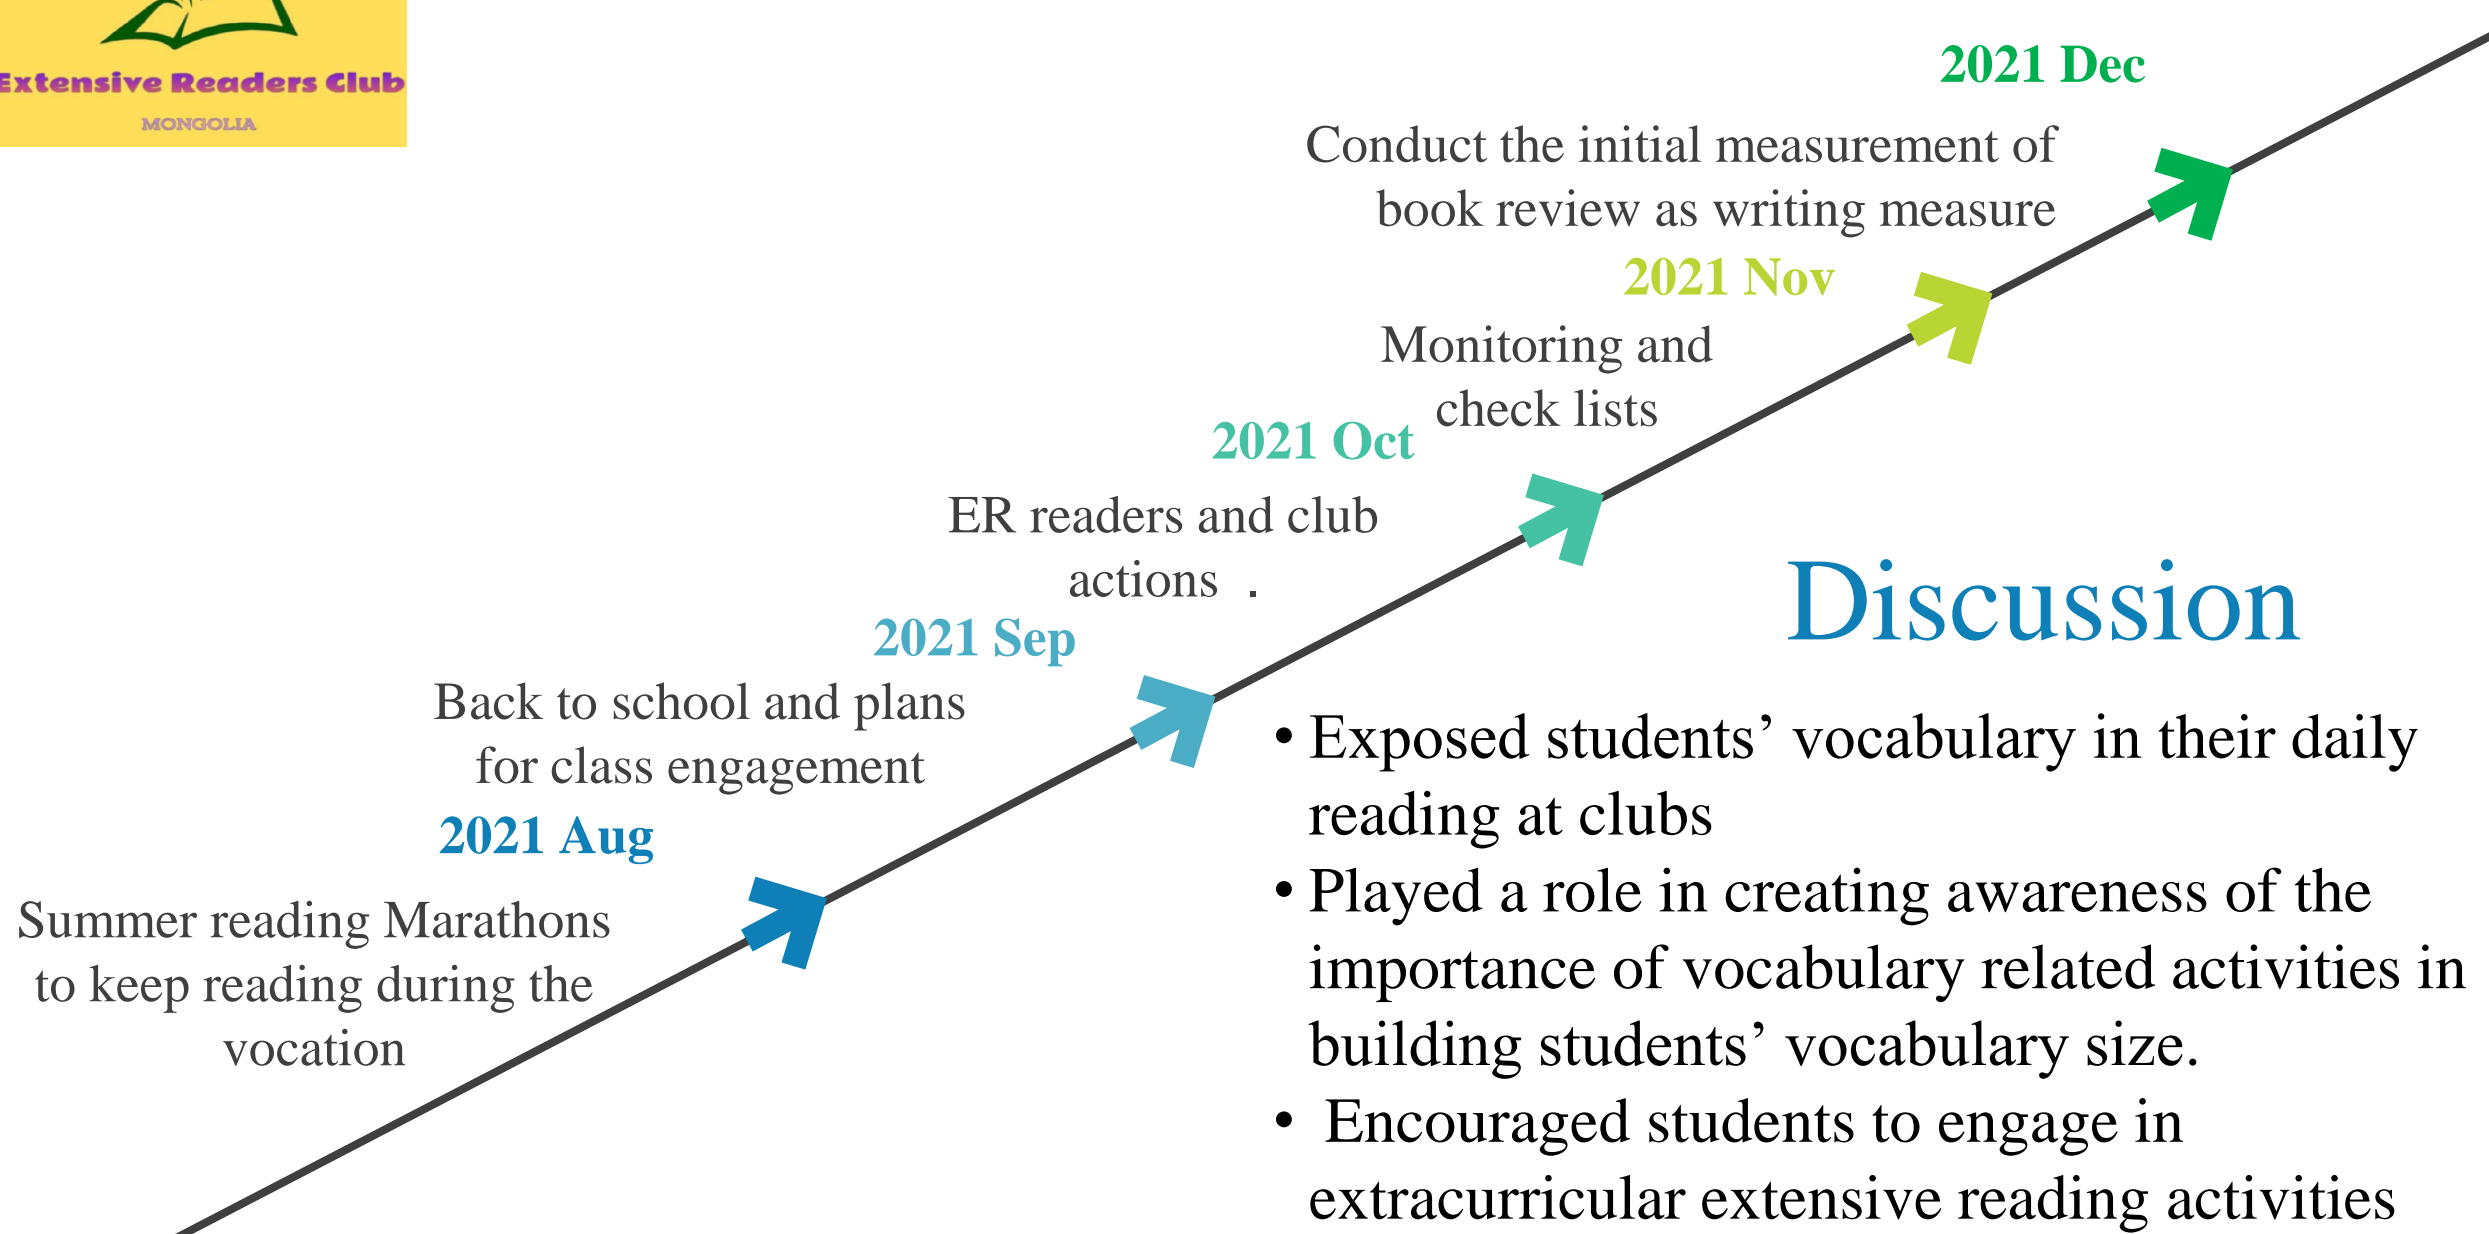 Extensive Readers Club
MONGOLIA
2021 Dec
Conduct the initial measurement of
book review as writing measure
2021 Nov
Monitoring and
check lists
2021 Oct
ER readers and club
actions .
2021 Sep
Back to school and plans
for class engagement
2021 Aug
Summer reading Marathons
to keep reading during the
vocation
Discussion
• Exposed students’ vocabulary in their daily
reading at clubs
• Played a role in creating awareness of the
importance of vocabulary related activities in
building students’ vocabulary size.
• Encouraged students to engage in
extracurricular extensive reading activities